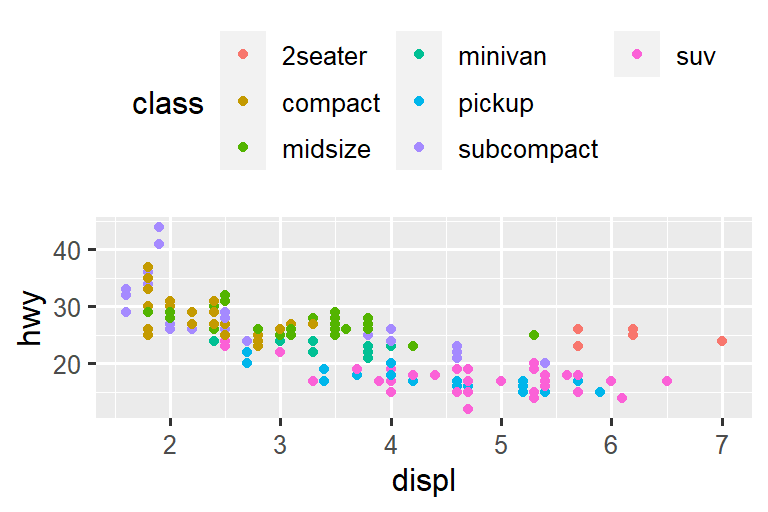 2seater minivan suv
class compact pickup
midsize subcompact
hwy
40
30
20
2 3 4 5 6 7
displ